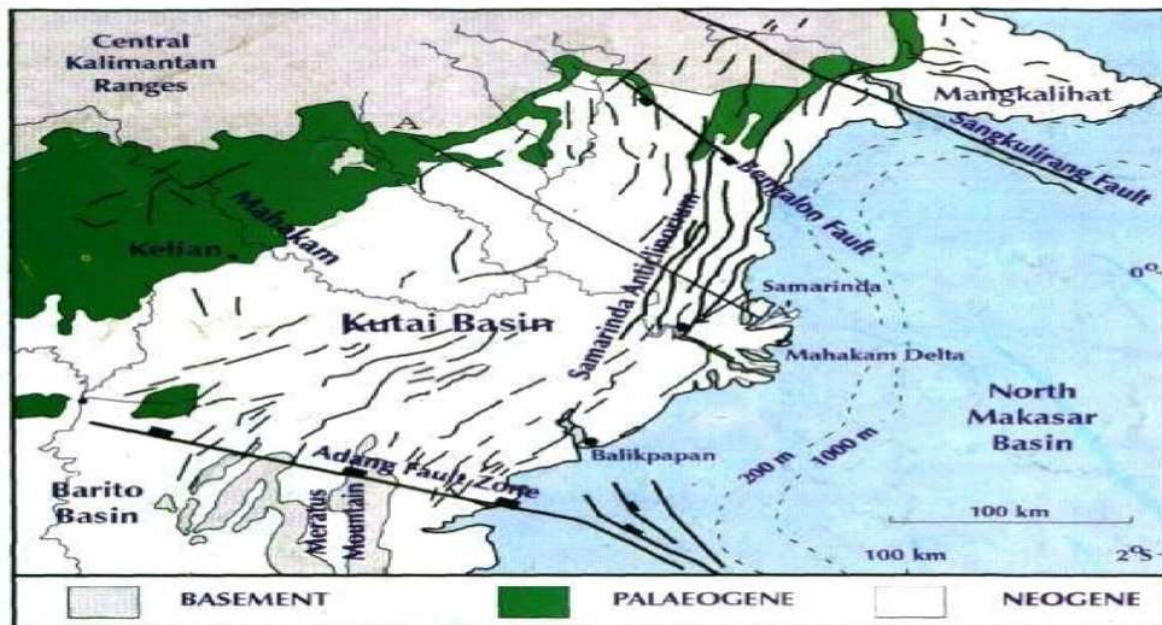 Central
Kalimantan
Ranges
Mangkalihat
Sangkulirang Fault
A
Bengalon Fault
Mahakam
Kelian
Samarinda Anticlinorium
0°
Samarinda
Kutai Basin
Mahakam Delta
North
Makasar
Basin
Balikpapan
200 m
1000 m
Adang Fault Zone
Barito
Basin
Meratus
Mountain
100 km
100 km
2°S
BASEMENT
PALAEOGENE
NEOGENE